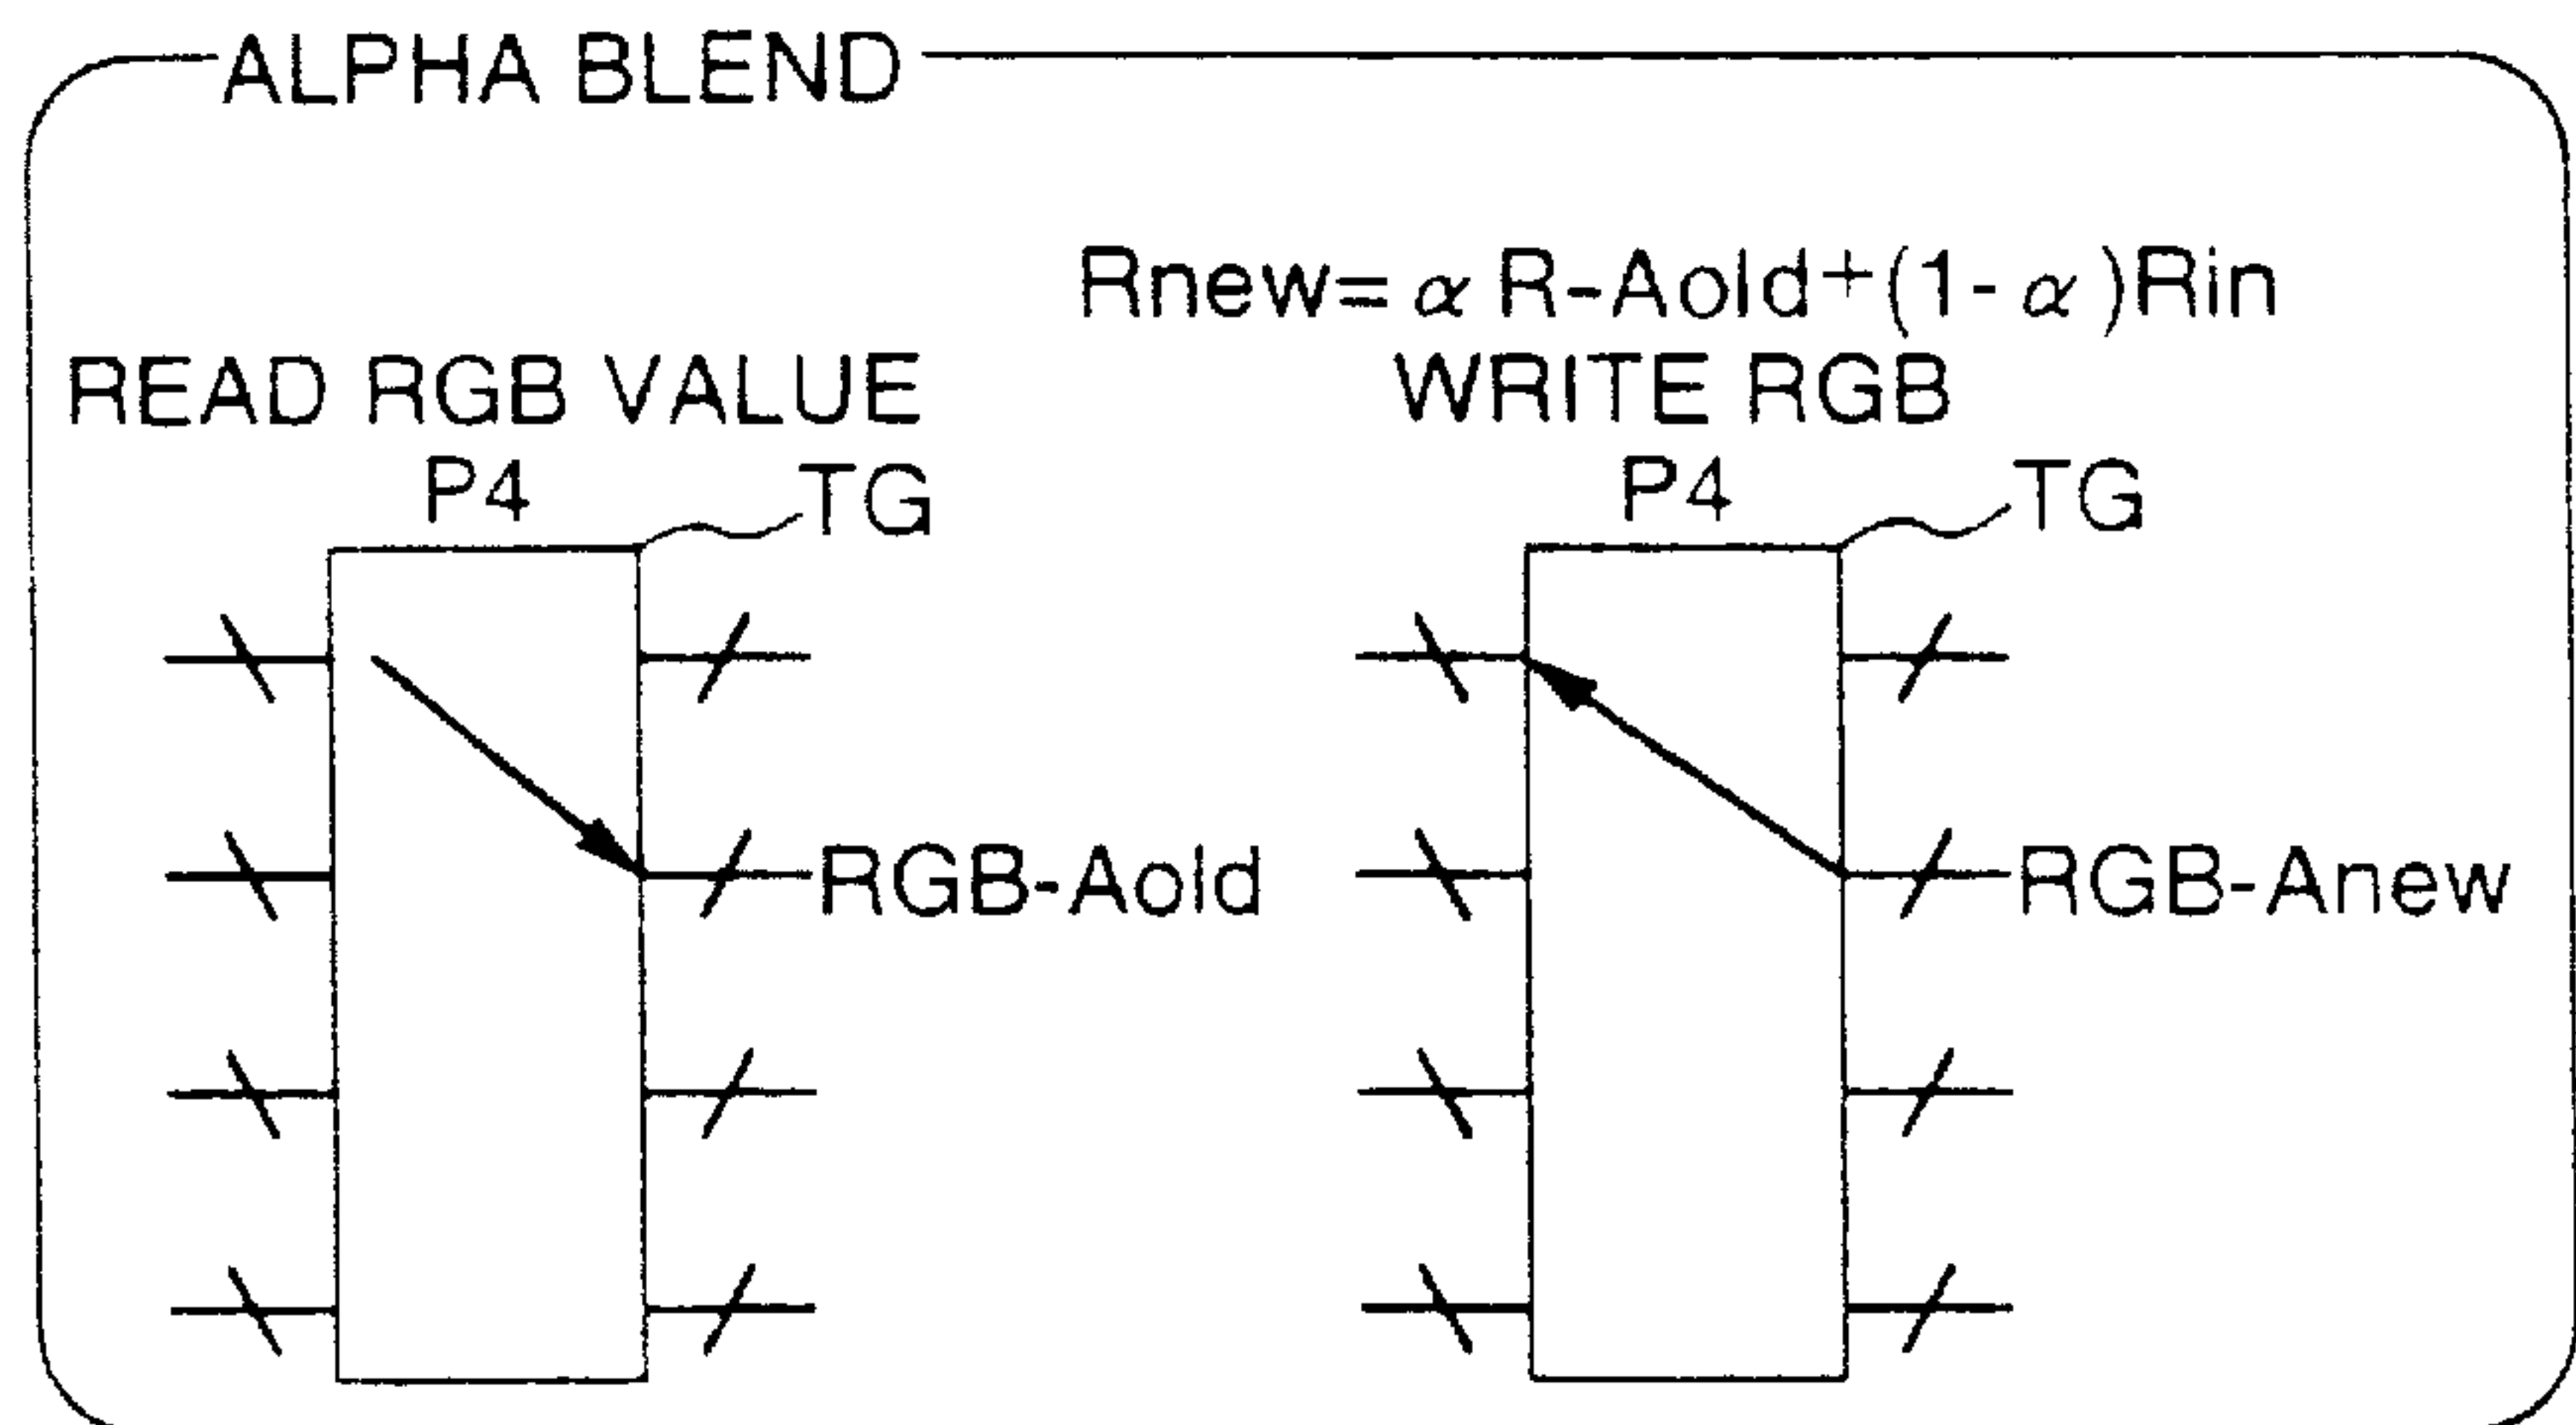 ALPHA BLEND
Rnew= α R-Aold+(1- α )Rin
READ RGB VALUE
WRITE RGB
P4
TG
P4
TG
RGB-Aold
RGB-Anew